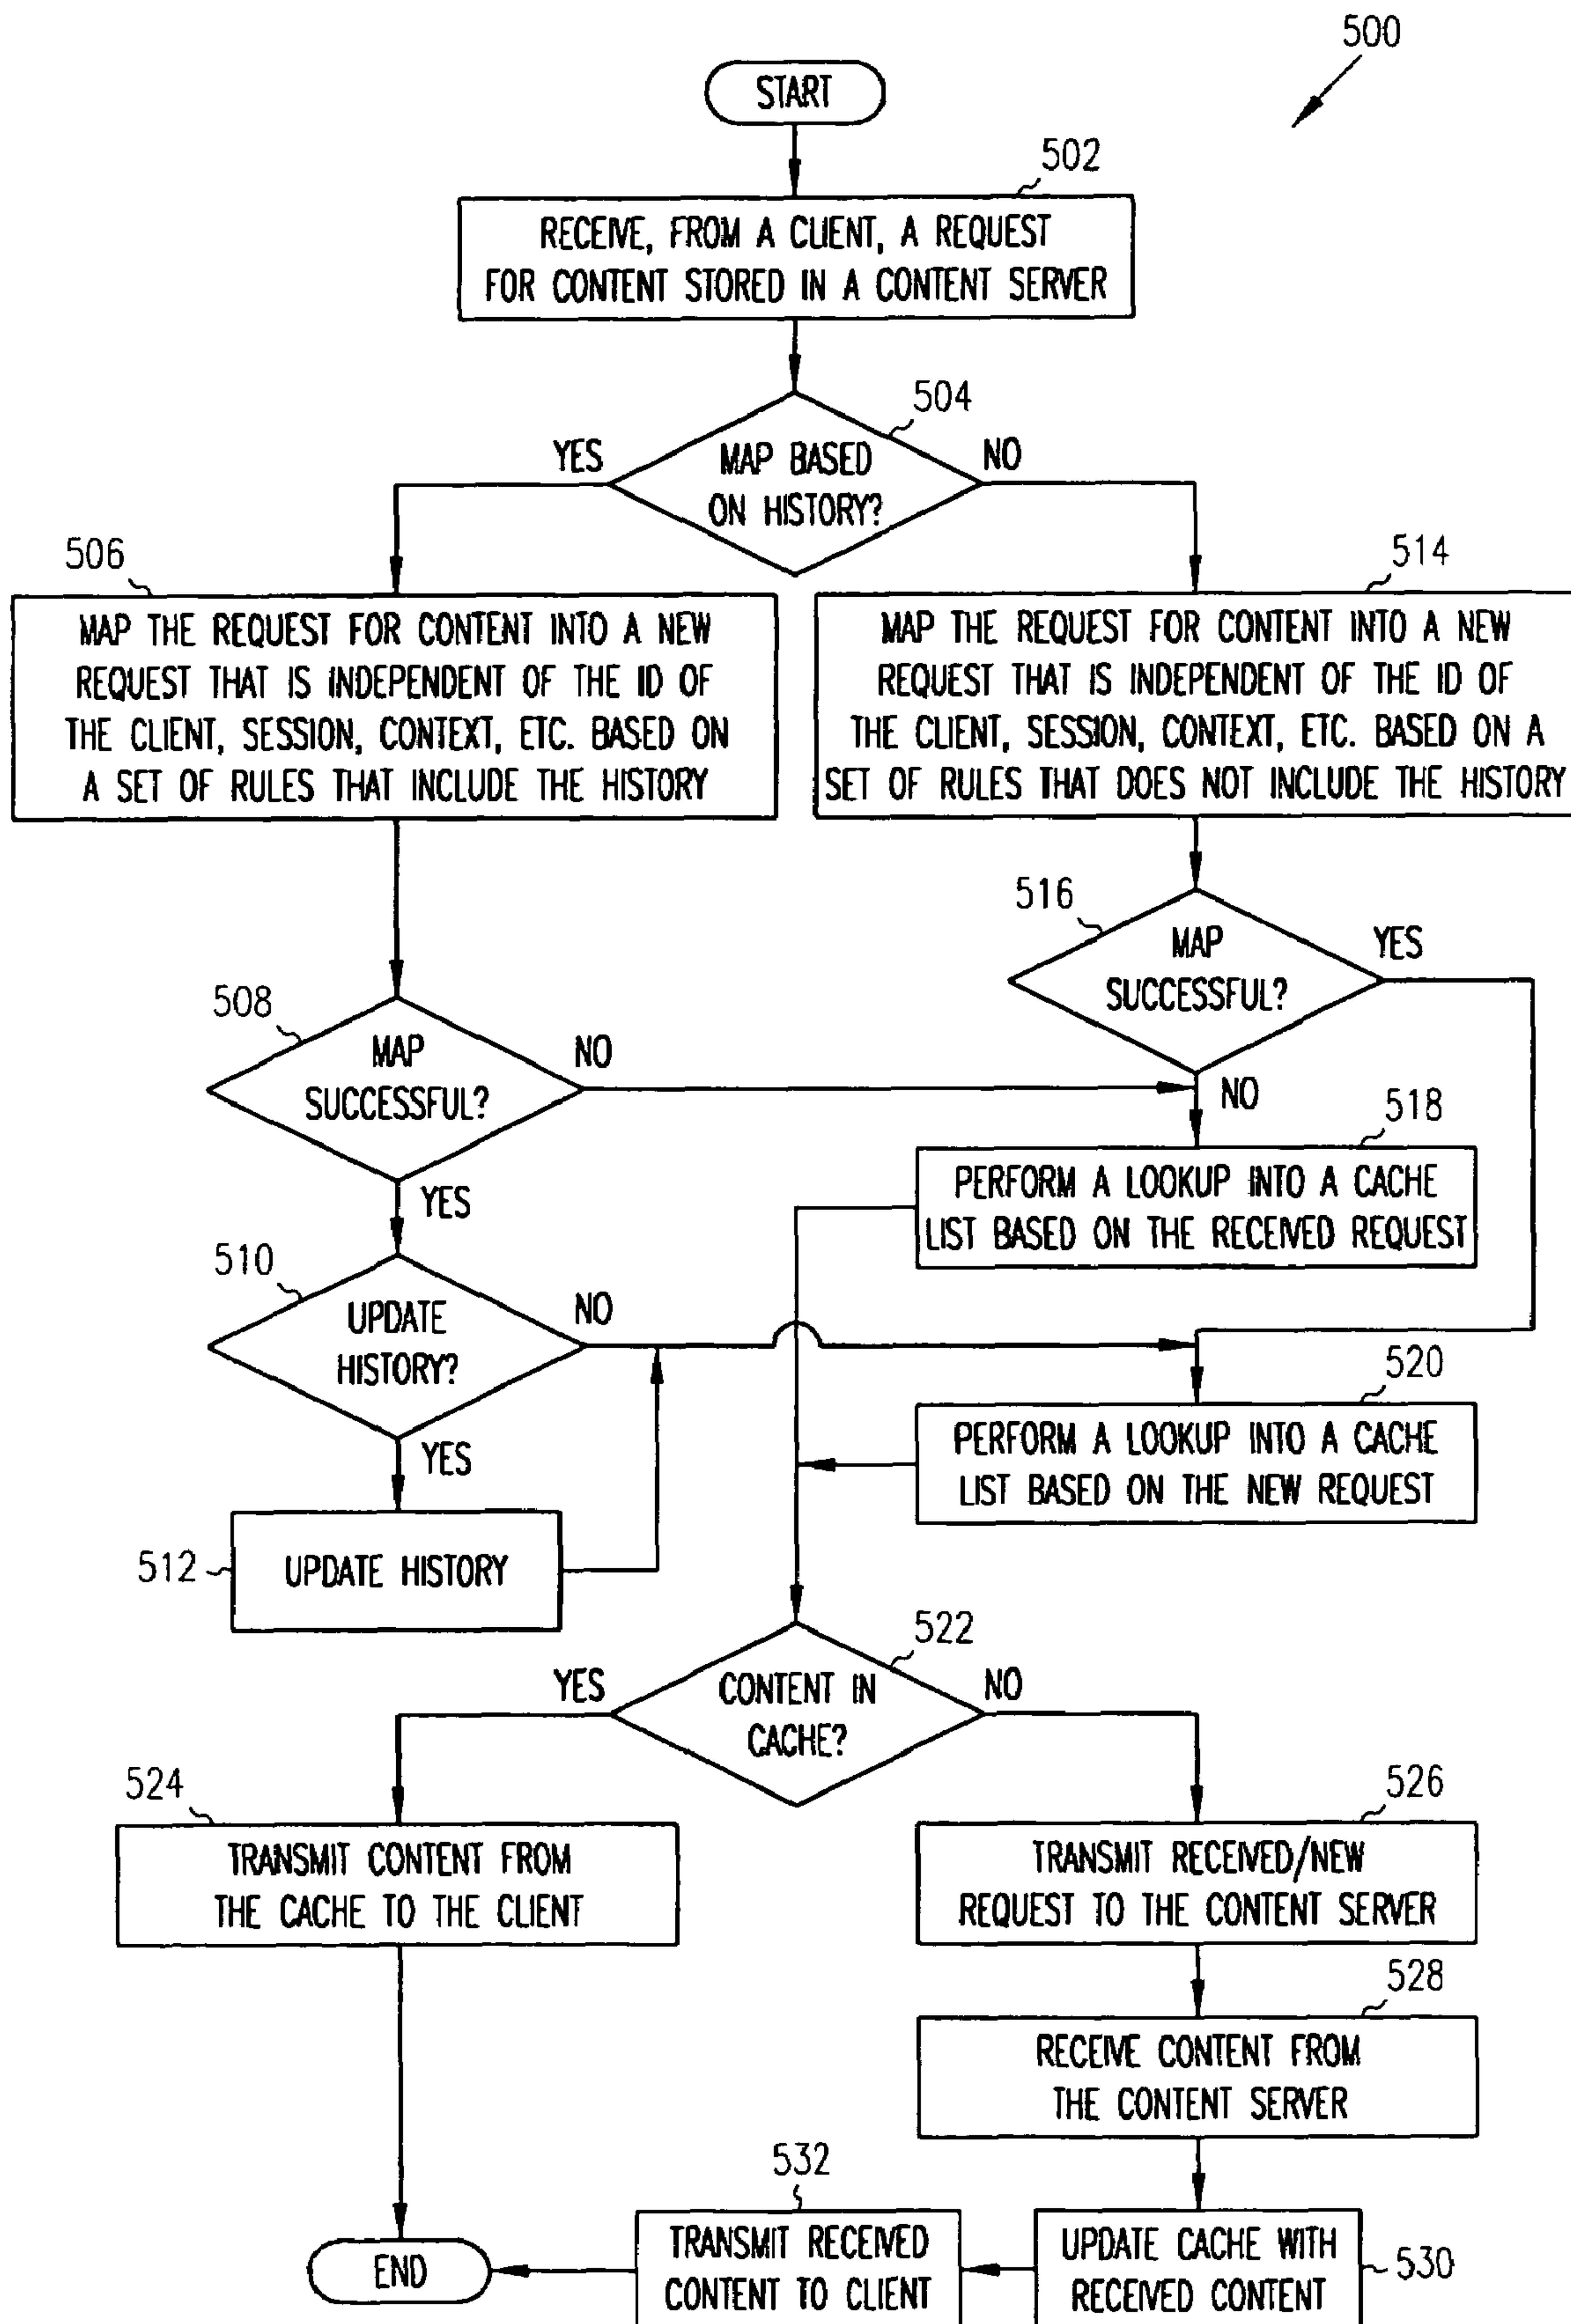 500
START
502
RECEIVE, FROM A CLIENT, A REQUEST
FOR CONTENT STORED IN A CONTENT SERVER
504
YES
MAP BASED
ON HISTORY?
NO
506
MAP THE REQUEST FOR CONTENT INTO A NEW
REQUEST THAT IS INDEPENDENT OF THE ID OF
THE CLIENT, SESSION, CONTEXT, ETC. BASED ON
A SET OF RULES THAT INCLUDE THE HISTORY
514
MAP THE REQUEST FOR CONTENT INTO A NEW
REQUEST THAT IS INDEPENDENT OF THE ID OF
THE CLIENT, SESSION, CONTEXT, ETC. BASED ON A
SET OF RULES THAT DOES NOT INCLUDE THE HISTORY
516
MAP
SUCCESSFUL?
YES
NO
508
MAP
SUCCESSFUL?
NO
YES
518
PERFORM A LOOKUP INTO A CACHE
LIST BASED ON THE RECEIVED REQUEST
510
UPDATE
HISTORY?
NO
YES
520
PERFORM A LOOKUP INTO A CACHE
LIST BASED ON THE NEW REQUEST
512
UPDATE HISTORY
522
YES
CONTENT IN
CACHE?
NO
524
TRANSMIT CONTENT FROM
THE CACHE TO THE CLIENT
526
TRANSMIT RECEIVED/NEW
REQUEST TO THE CONTENT SERVER
528
RECEIVE CONTENT FROM
THE CONTENT SERVER
532
TRANSMIT RECEIVED
CONTENT TO CLIENT
UPDATE CACHE WITH
RECEIVED CONTENT
530
END